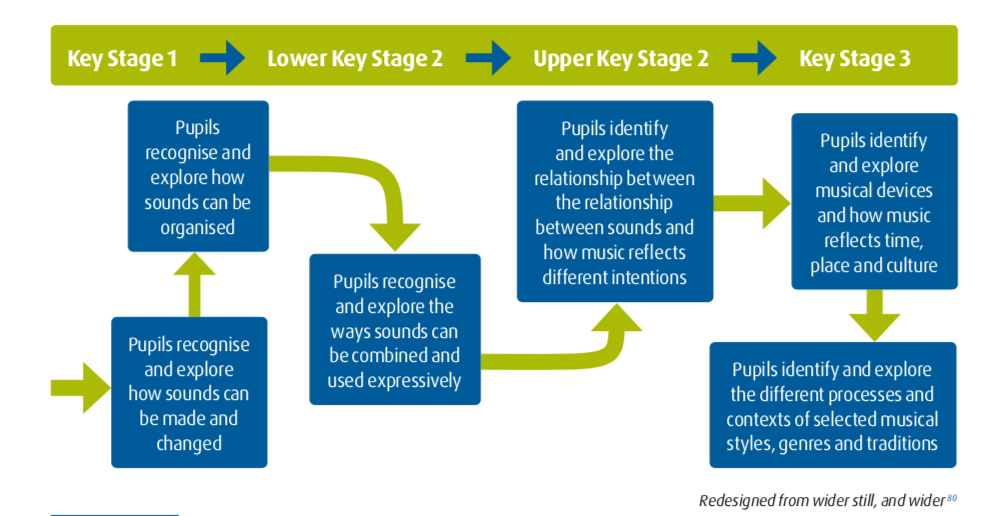 Key Stage 1
Lower Key Stage 2
Upper Key Stage 2
Key Stage 3
Pupils recognise
and explore
how sounds can
be made and
changed
Pupils
recognise and
explore how
sounds can be
organised
Pupils recognise
and explore the
ways sounds can
be combined and
used expressively
Pupils identify
and explore the
relationship between
the relationship
between sounds and
how music reflects
different intentions
Pupils identify
and explore
musical devices
and how music
reflects time,
place and culture
Pupils identify and explore
the different processes and
contexts of selected musical
styles, genres and traditions
Redesigned from wider still, and wider 80